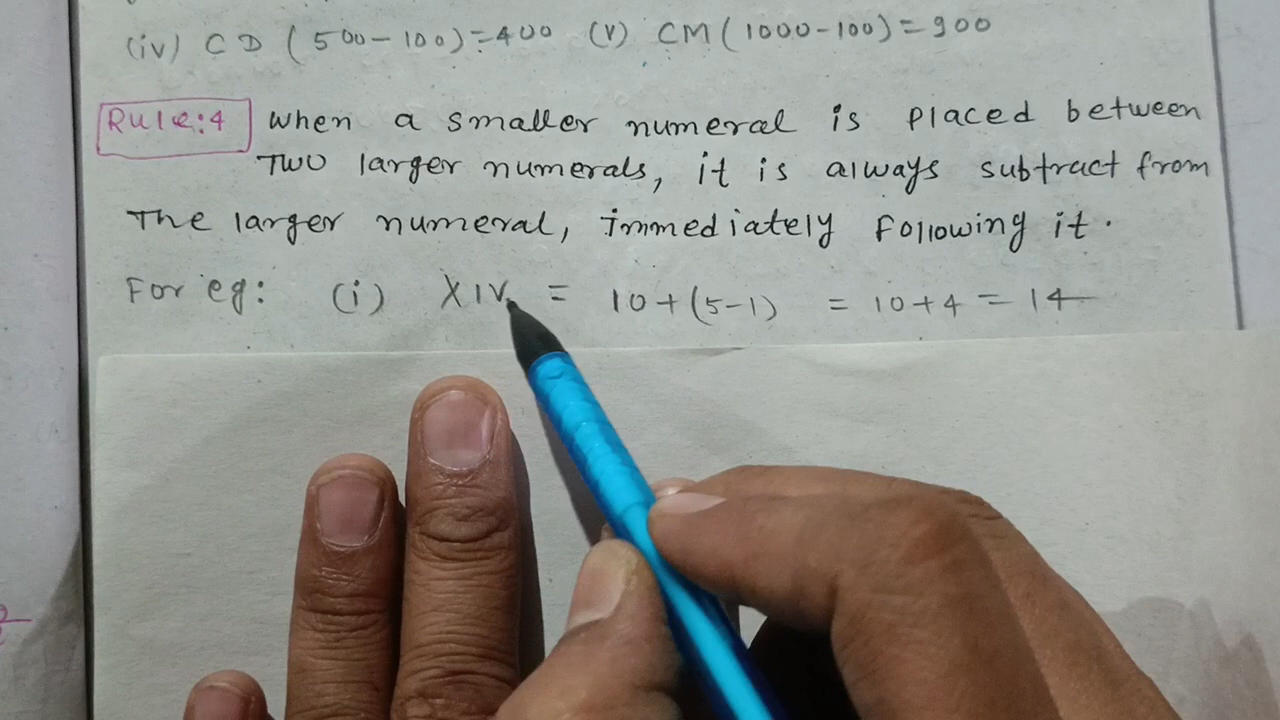 (iv) CD (500-100)=400 (v) CM (1000-100)=900
Rule:4 When a smaller numeral is placed between
Two larger numerals, it is always subtract from
The larger numeral, immediately following it.
For eg: (i) XIV = 10+(5-1) = 10+4 = 14